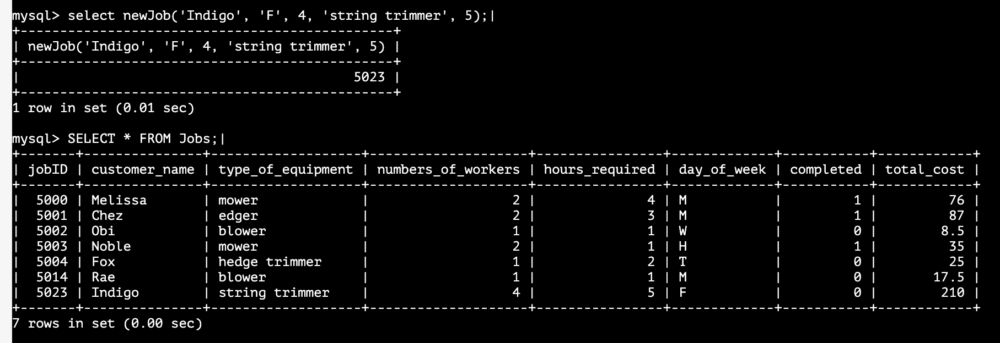 mysql> select newJob('Indigo', 'F', 4, 'string trimmer', 5);|
+-----------------------------------------------+
| newJob('Indigo', 'F', 4, 'string trimmer', 5) |
+-----------------------------------------------+
|                                          5023 |
+-----------------------------------------------+
1 row in set (0.01 sec)

mysql> SELECT * FROM Jobs;|
+-------+---------------+-------------------+--------------------+----------------+-------------+-----------+------------+
| jobID | customer_name | type_of_equipment | numbers_of_workers | hours_required | day_of_week | completed | total_cost |
+-------+---------------+-------------------+--------------------+----------------+-------------+-----------+------------+
|  5000 | Melissa       | mower             |                  2 |              4 | M           |         1 |         76 |
|  5001 | Chez          | edger             |                  2 |              3 | M           |         1 |         87 |
|  5002 | Obi           | blower            |                  1 |              1 | W           |         0 |        8.5 |
|  5003 | Noble         | mower             |                  2 |              1 | H           |         1 |         35 |
|  5004 | Fox           | hedge trimmer     |                  1 |              2 | T           |         0 |         25 |
|  5014 | Rae           | blower            |                  1 |              1 | M           |         0 |       17.5 |
|  5023 | Indigo        | string trimmer    |                  4 |              5 | F           |         0 |        210 |
+-------+---------------+-------------------+--------------------+----------------+-------------+-----------+------------+
7 rows in set (0.00 sec)